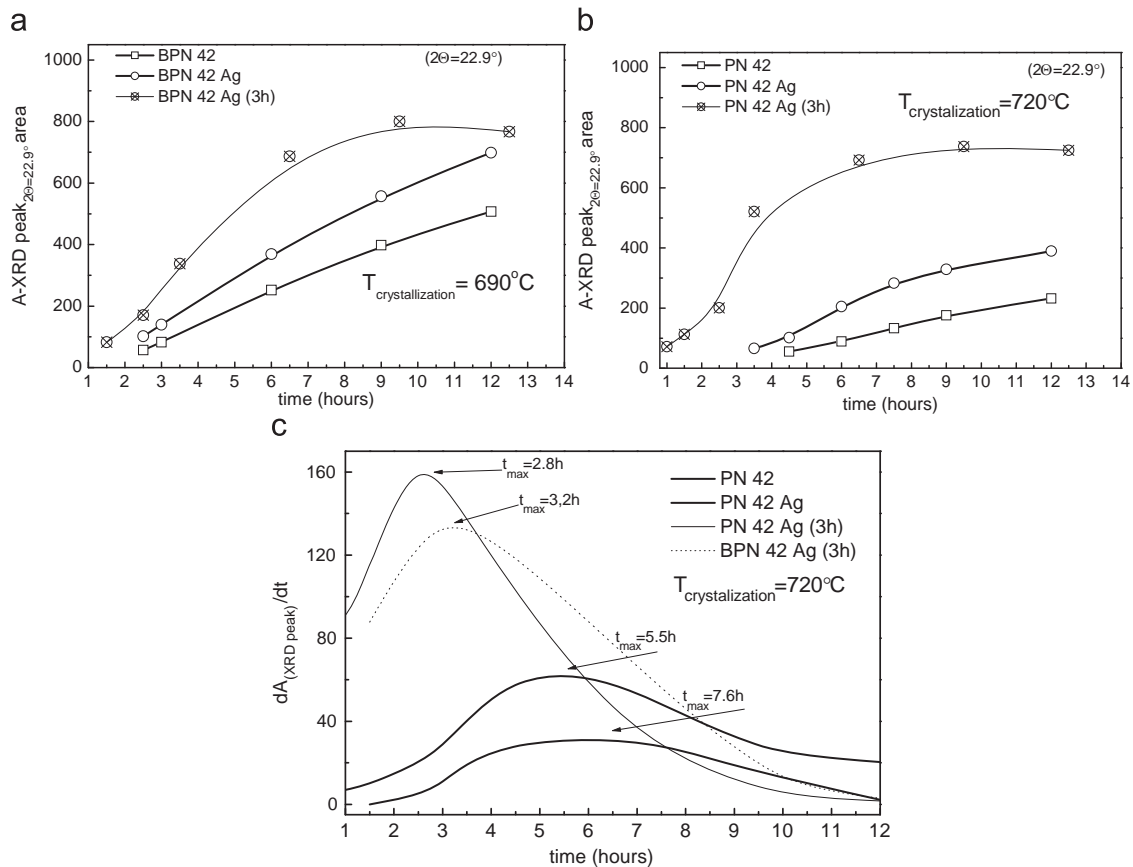 a
1000
800
600
400
200
0
A-XRD peak2Θ=22.9° area
BPN 42
BPN 42 Ag
BPN 42 Ag (3h)
(2Θ=22.9°)
Tcrystallization= 690°C
1 2 3 4 5 6 7 8 9 10 11 12 13 14
time (hours)
b
1000
800
600
400
200
0
A-XRD peak2Θ=22.9° area
PN 42
PN 42 Ag
PN 42 Ag (3h)
(2Θ=22.9°)
Tcrystalization=720°C
1 2 3 4 5 6 7 8 9 10 11 12 13 14
time (hours)
c
160
120
80
40
0
dA(XRD peak)/dt
tmax=2.8h
tmax=3,2h
tmax=5.5h
tmax=7.6h
PN 42
PN 42 Ag
PN 42 Ag (3h)
BPN 42 Ag (3h)
Tcrystalization=720°C
1 2 3 4 5 6 7 8 9 10 11 12
time (hours)